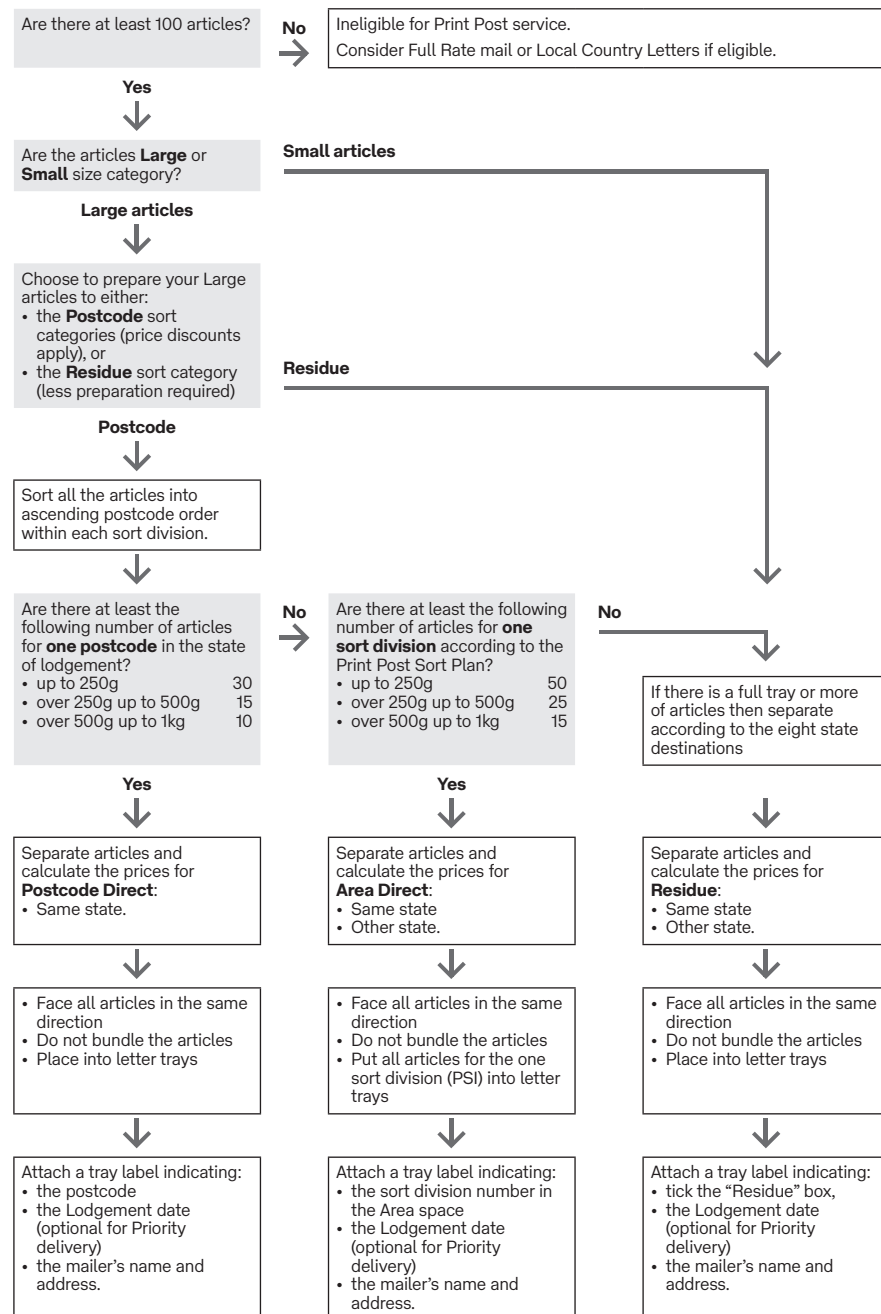 Are there at least 100 articles?
No
Ineligible for Print Post service.
Consider Full Rate mail or Local Country Letters if eligible.
Yes
Are the articles Large or
Small size category?
Small articles
Large articles
Choose to prepare your Large
articles to either:
• the Postcode sort
categories (price discounts
apply), or
• the Residue sort category
(less preparation required)
Residue
Postcode
Sort all the articles into
ascending postcode order
within each sort division.
Are there at least the
following number of articles
for one postcode in the state
of lodgement?
• up to 250g 30
• over 250g up to 500g 15
• over 500g up to 1kg 10
No
Are there at least the following
number of articles for one
sort division according to the
Print Post Sort Plan?
• up to 250g 50
• over 250g up to 500g 25
• over 500g up to 1kg 15
No
If there is a full tray or more
of articles then separate
according to the eight state
destinations
Yes
Separate articles and
calculate the prices for
Postcode Direct:
• Same state.
Yes
Separate articles and
calculate the prices for
Area Direct:
• Same state
• Other state.
Separate articles and
calculate the prices for
Residue:
• Same state
• Other state.
• Face all articles in the same
direction
• Do not bundle the articles
• Place into letter trays
• Face all articles in the same
direction
• Do not bundle the articles
• Put all articles for the one
sort division (PSI) into letter
trays
• Face all articles in the same
direction
• Do not bundle the articles
• Place into letter trays
Attach a tray label indicating:
• the postcode
• the Lodgement date
(optional for Priority
delivery)
• the mailer's name and
address.
Attach a tray label indicating:
• the sort division number in
the Area space
• the Lodgement date
(optional for Priority
delivery)
• the mailer's name and
address.
Attach a tray label indicating:
• tick the “Residue” box,
• the Lodgement date
(optional for Priority
delivery)
• the mailer's name and
address.